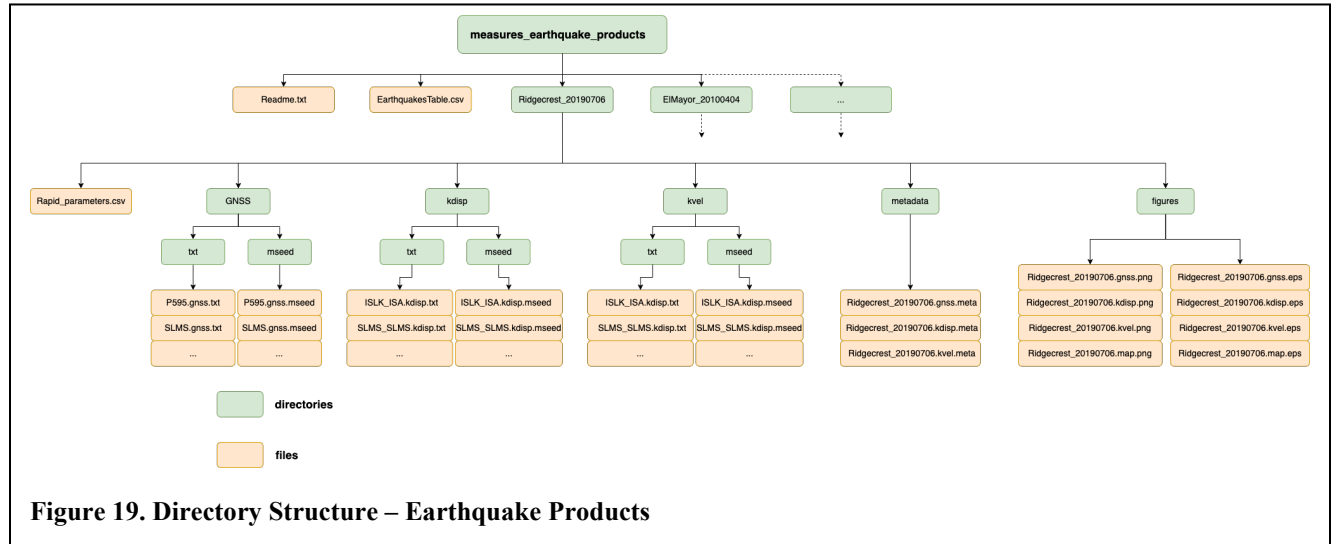 measures_earthquake_products
Readme.txt
EarthquakesTable.csv
Ridgecrest_20190706
ElMayor_20100404
...
Rapid_parameters.csv
GNSS
kdisp
kvel
metadata
figures
txt
mseed
txt
mseed
txt
mseed
P595.gnss.txt
SLMS.gnss.txt
...
P595.gnss.mseed
SLMS.gnss.mseed
...
ISLK_ISA.kdisp.txt
SLMS_SLMS.kdisp.txt
...
ISLK_ISA.kdisp.mseed
SLMS_SLMS.kdisp.mseed
...
ISLK_ISA.kdisp.txt
SLMS_SLMS.kdisp.txt
...
ISLK_ISA.kdisp.mseed
SLMS_SLMS.kdisp.mseed
...
Ridgecrest_20190706.gnss.meta
Ridgecrest_20190706.kdisp.meta
Ridgecrest_20190706.kvel.meta
Ridgecrest_20190706.gnss.png
Ridgecrest_20190706.kdisp.png
Ridgecrest_20190706.kvel.png
Ridgecrest_20190706.map.png
Ridgecrest_20190706.gnss.eps
Ridgecrest_20190706.kdisp.eps
Ridgecrest_20190706.kvel.eps
Ridgecrest_20190706.map.eps
directories
files
Figure 19. Directory Structure – Earthquake Products